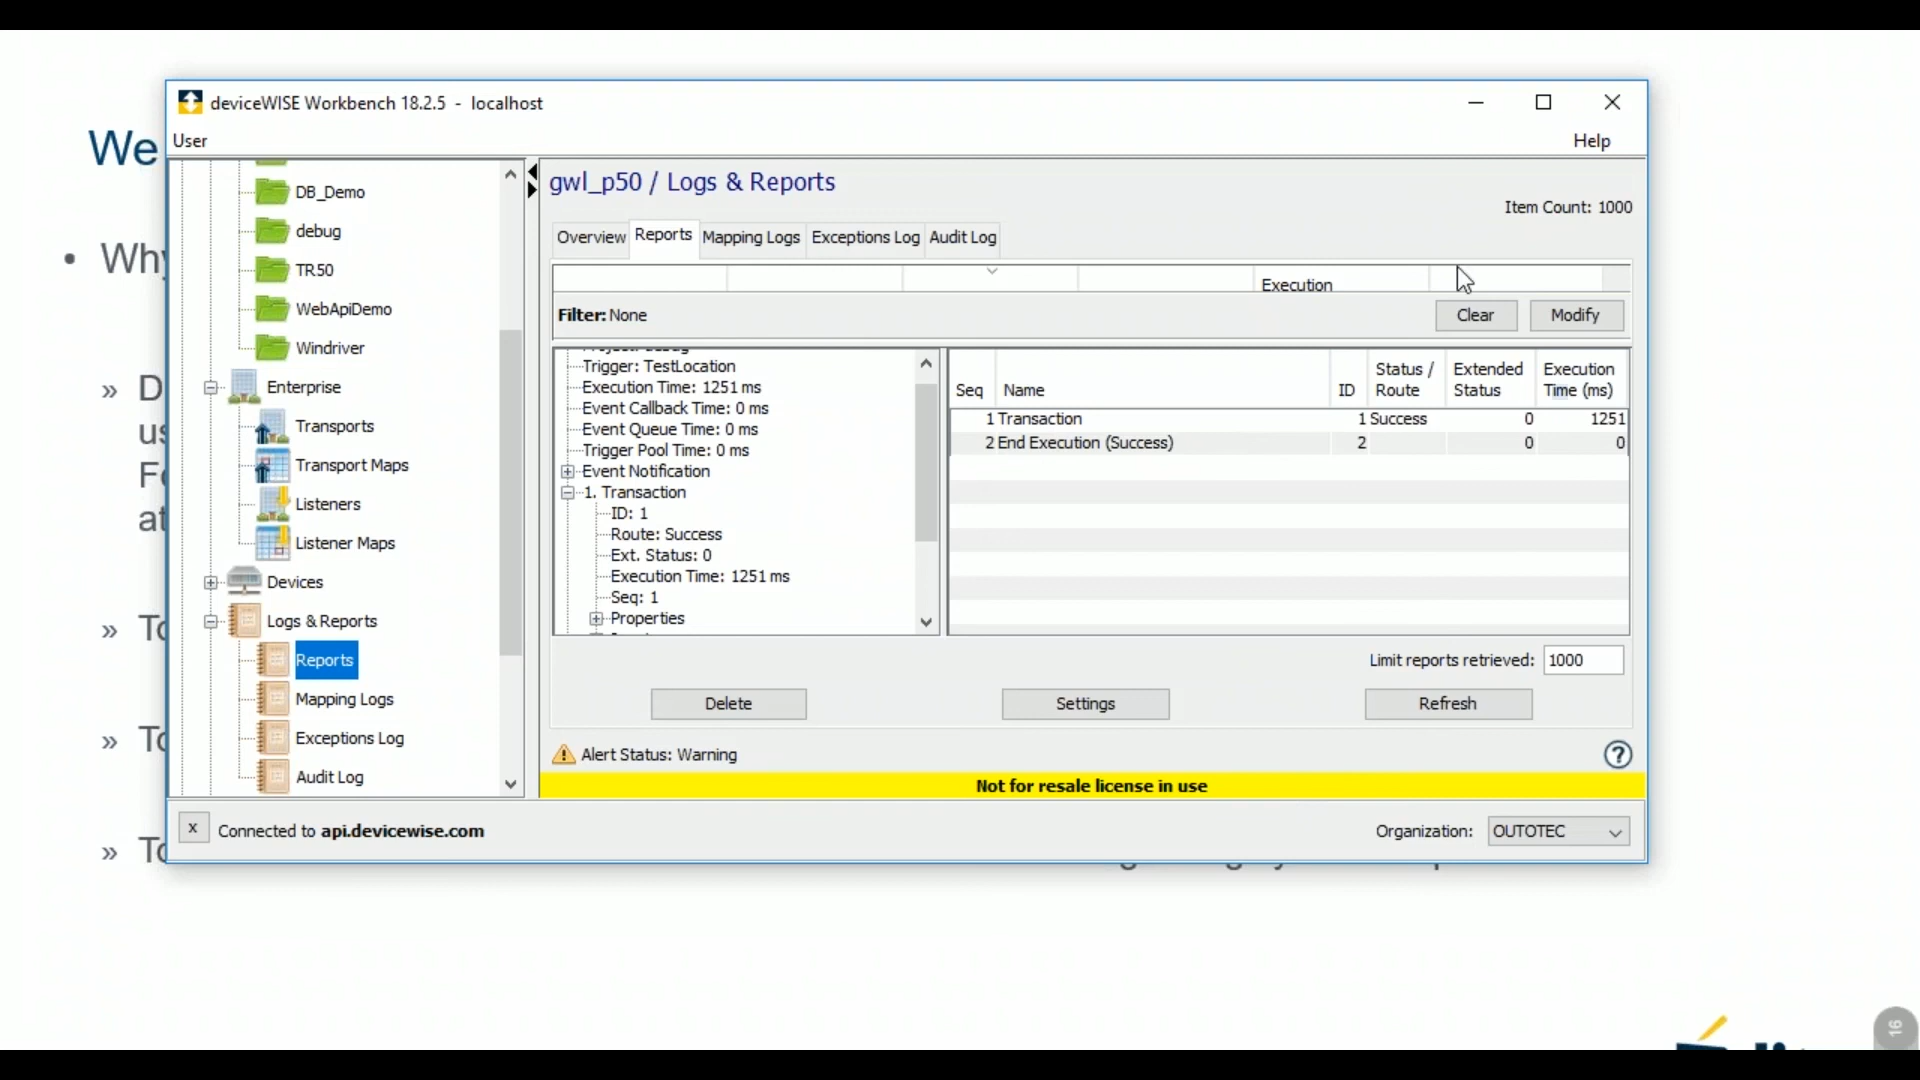 deviceWISE Workbench 18.2.5 - localhost
User
Help
We
• Why
» D
us
Fo
at
» To
» To
» To
DB_Demo
debug
TR50
WebApiDemo
Windriver
Enterprise
Transports
Transport Maps
Listeners
Listener Maps
Devices
Logs & Reports
Reports
Mapping Logs
Exceptions Log
Audit Log
gwl_p50 / Logs & Reports
Item Count: 1000
Overview Reports Mapping Logs Exceptions Log Audit Log
Execution
Filter: None
Clear
Modify
Trigger: TestLocation
Execution Time: 1251 ms
Event Callback Time: 0 ms
Event Queue Time: 0 ms
Trigger Pool Time: 0 ms
Event Notification
1. Transaction
ID: 1
Route: Success
Ext. Status: 0
Execution Time: 1251 ms
Seq: 1
Properties
Seq Name ID Status / Route Extended Status Execution Time (ms)
1 Transaction 1 Success 0 1251
2 End Execution (Success) 2 0 0
Limit reports retrieved: 1000
Delete
Settings
Refresh
Alert Status: Warning
Not for resale license in use
x Connected to api.devicewise.com
Organization: OUTOTEC
16